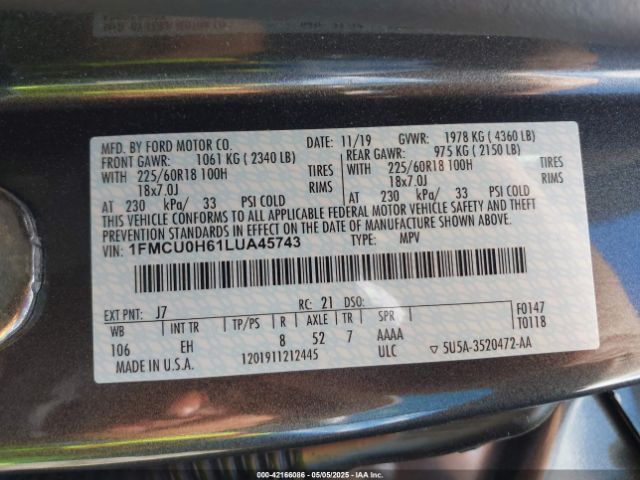 MFD. BY FORD MOTOR CO. DATE: 11/19 GVWR: 1978 KG ( 4360 LB)
FRONT GAWR: 1061 KG ( 2340 LB) REAR GAWR: 975 KG ( 2150 LB)
WITH 225/60R18 100H TIRES WITH 225/60R18 100H TIRES
18x7.0J RIMS 18x7.0J RIMS
AT 230 kPa/ 33 PSI COLD AT 230 kPa/ 33 PSI COLD
THIS VEHICLE CONFORMS TO ALL APPLICABLE FEDERAL MOTOR VEHICLE SAFETY AND THEFT
PREVENTION STANDARDS IN EFFECT ON THE DATE OF MANUFACTURE SHOWN ABOVE.
VIN: 1FMCU0H61LUA45743 TYPE: MPV
EXT PNT: J7 RC: 21 DSO:
WB INT TR TP/PS R AXLE TR SPR F0147
106 EH 8 52 7 AAAA T0118
MADE IN U.S.A. 1201911212445 ULC ▽ 5U5A-3520472-AA
000-42166086 - 05/05/2025 - IAA Inc.